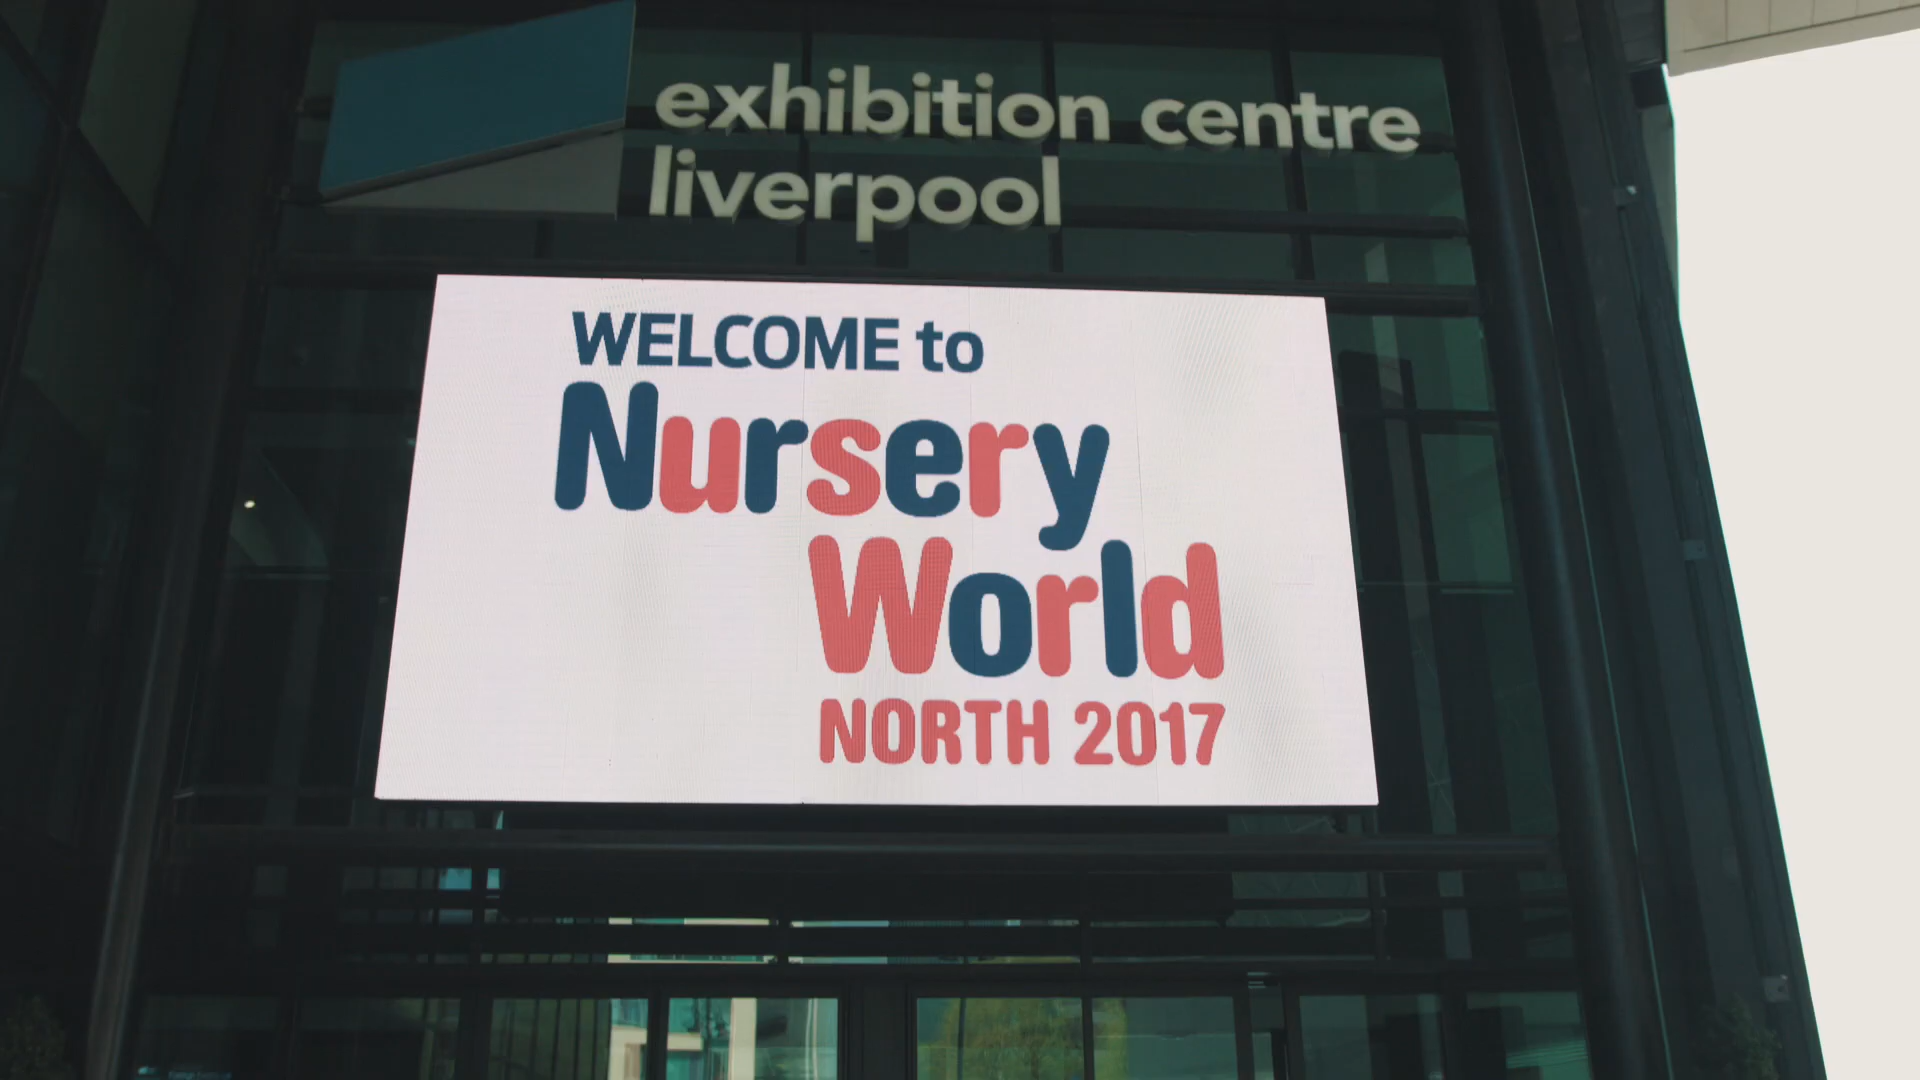 exhibition centre
liverpool
WELCOME to
Nursery
World
NORTH 2017